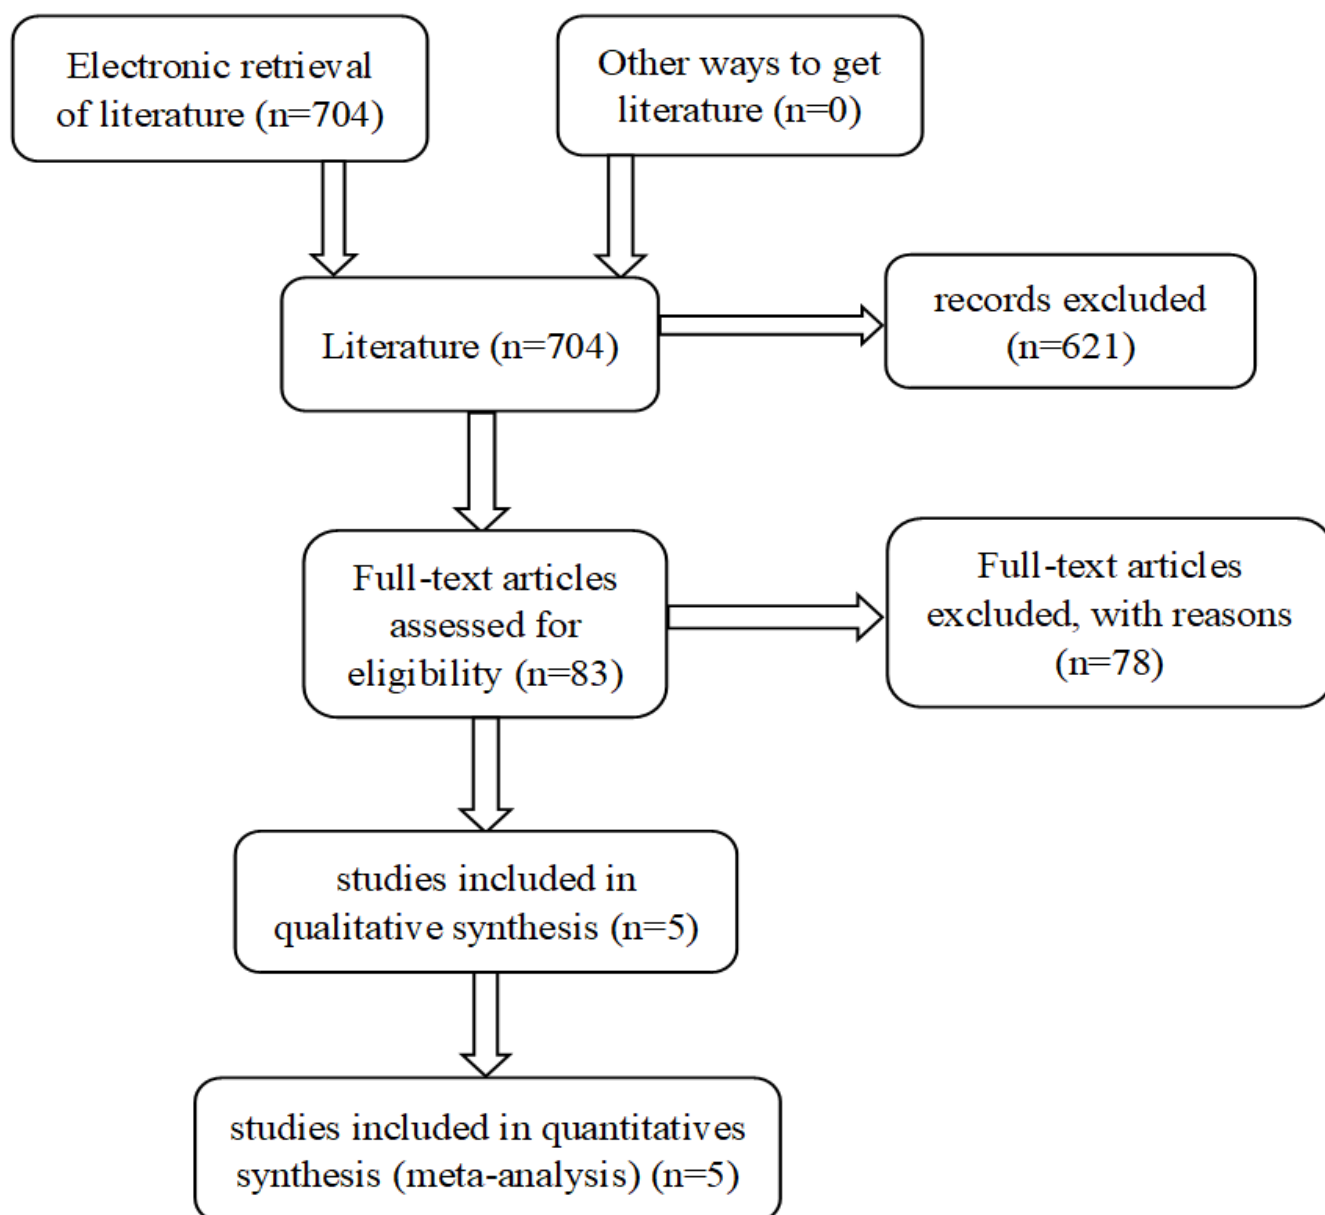 Electronic retrieval
of literature (n=704)
Other ways to get
literature (n=0)
Literature (n=704)
records excluded
(n=621)
Full-text articles
assessed for
eligibility (n=83)
Full-text articles
excluded, with reasons
(n=78)
studies included in
qualitative synthesis (n=5)
studies included in quantitatives
synthesis (meta-analysis) (n=5)